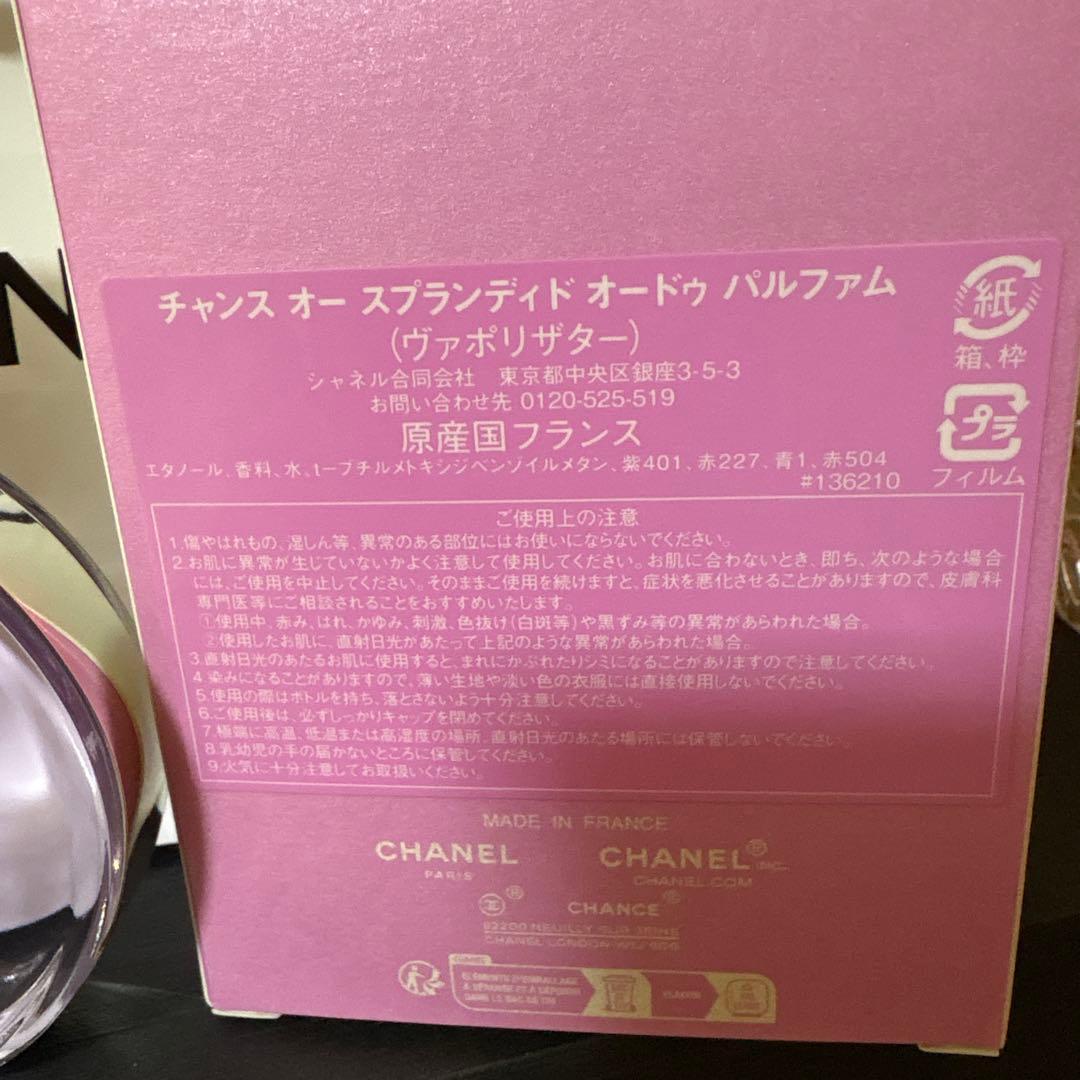 N
チャンス オー スプランディド オードゥ パルファム
(ヴァポリザター)
シャネル合同会社 東京都中央区銀座3-5-3
お問い合わせ先 0120-525-519
原産国フランス
エタノール、香料、水、t-ブチルメトキシジベンゾイルメタン、紫401、赤227、青1、赤504
#136210
紙
箱、枠
プラ
フィルム
ご使用上の注意
1.傷やはれもの、湿しん等、異常のある部位にはお使いにならないでください。
2.お肌に異常が生じていないかよく注意して使用してください。お肌に合わないとき、即ち、次のような場合
には、ご使用を中止してください。そのままご使用を続けますと、症状を悪化させることがありますので、皮膚科
専門医等にご相談されることをおすすめいたします。
①使用中、赤み、はれ、かゆみ、刺激、色抜け(白斑等)や黒ずみ等の異常があらわれた場合。
②使用したお肌に、直射日光があたって上記のような異常があらわれた場合。
3.直射日光のあたるお肌に使用すると、まれにかぶれたりシミになることがありますので注意してください。
4.染みになることがありますので、薄い生地や淡い色の衣服には直接使用しないでください。
5.使用の際はボトルを持ち、落とさないよう十分注意してください。
6.ご使用後は、必ずしっかりキャップを閉めてください。
7.極端に高温、低温または高湿度の場所、直射日光のあたる場所には保管しないでください。
8.乳幼児の手の届かないところに保管してください。
9.火気に十分注意してお取扱いください。
MADE IN FRANCE
CHANEL
PARIS
CHANEL® INC.
CHANEL.COM
®
CHANCE®
92200 NEUILLY SUR SEINE
CHANEL LONDON
ÉLÉMENTS D'EMBALLAGE
À SÉPARER ET À DÉPOSER
DANS LE BAC DE TRI